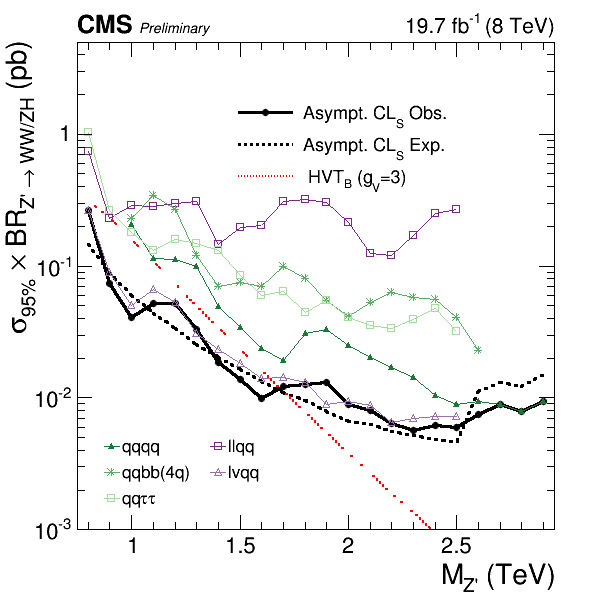 CMS Preliminary 19.7 fb⁻¹ (8 TeV)
σ95% × BRZ' → WW/ZH (pb)
Asympt. CLS Obs.
Asympt. CLS Exp.
HVTB (gV=3)
1
10⁻¹
10⁻²
10⁻³
qqqq llqq
qqbb(4q) lνqq
qqττ
1 1.5 2 2.5
MZ' (TeV)